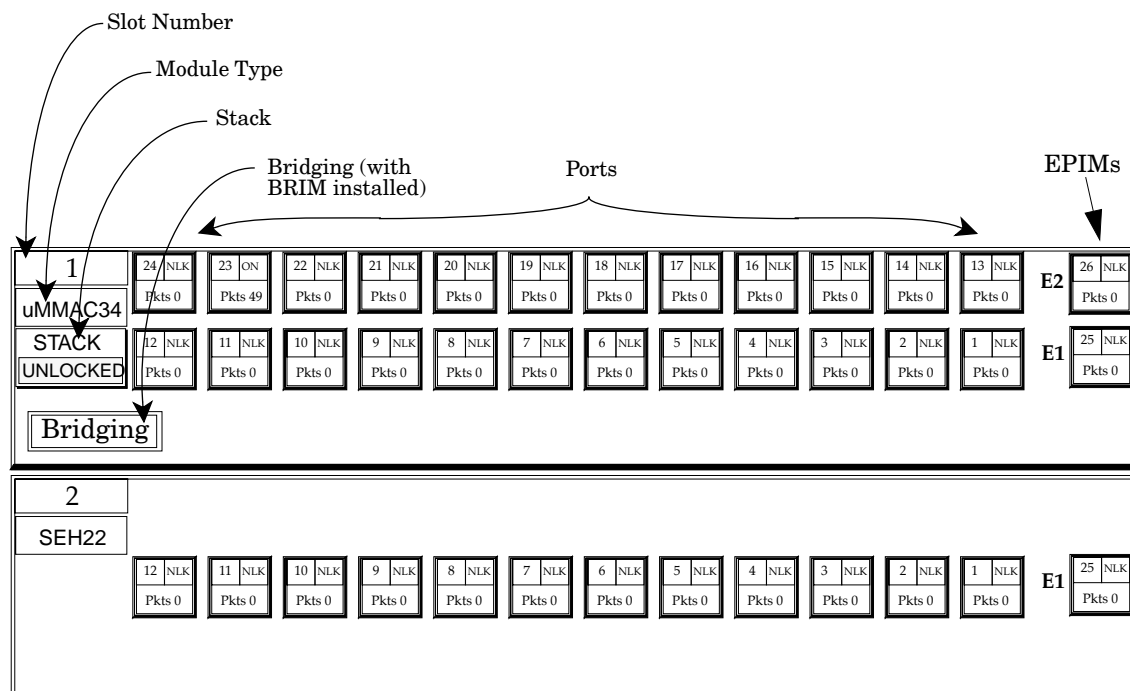 Slot Number
Module Type
Stack
Bridging (with
BRIM installed)
Ports
EPIMs
1
uMMAC34
STACK
UNLOCKED
Bridging
24 NLK 23 ON 22 NLK 21 NLK 20 NLK 19 NLK 18 NLK 17 NLK 16 NLK 15 NLK 14 NLK 13 NLK E2 26 NLK
Pkts 0 Pkts 49 Pkts 0 Pkts 0 Pkts 0 Pkts 0 Pkts 0 Pkts 0 Pkts 0 Pkts 0 Pkts 0 Pkts 0 Pkts 0
12 NLK 11 NLK 10 NLK 9 NLK 8 NLK 7 NLK 6 NLK 5 NLK 4 NLK 3 NLK 2 NLK 1 NLK E1 25 NLK
Pkts 0 Pkts 0 Pkts 0 Pkts 0 Pkts 0 Pkts 0 Pkts 0 Pkts 0 Pkts 0 Pkts 0 Pkts 0 Pkts 0 Pkts 0
2
SEH22
12 NLK 11 NLK 10 NLK 9 NLK 8 NLK 7 NLK 6 NLK 5 NLK 4 NLK 3 NLK 2 NLK 1 NLK E1 25 NLK
Pkts 0 Pkts 0 Pkts 0 Pkts 0 Pkts 0 Pkts 0 Pkts 0 Pkts 0 Pkts 0 Pkts 0 Pkts 0 Pkts 0 Pkts 0